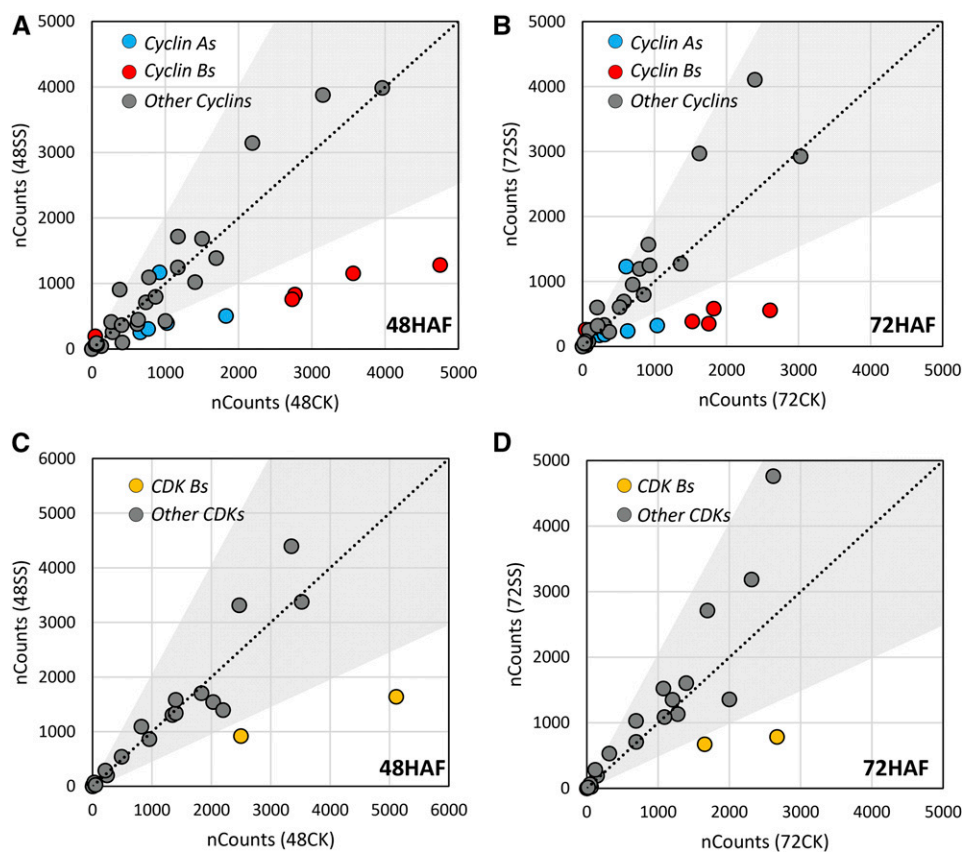 A
Cyclin As
Cyclin Bs
Other Cyclins
5000
4000
3000
2000
1000
0
nCounts (48SS)
48HAF
0 1000 2000 3000 4000 5000
nCounts (48CK)
B
Cyclin As
Cyclin Bs
Other Cyclins
5000
4000
3000
2000
1000
0
nCounts (72SS)
72HAF
0 1000 2000 3000 4000 5000
nCounts (72CK)
C
CDK Bs
Other CDKs
6000
5000
4000
3000
2000
1000
0
nCounts (48SS)
48HAF
0 1000 2000 3000 4000 5000 6000
nCounts (48CK)
D
CDK Bs
Other CDKs
5000
4000
3000
2000
1000
0
nCounts (72SS)
72HAF
0 1000 2000 3000 4000 5000
nCounts (72CK)